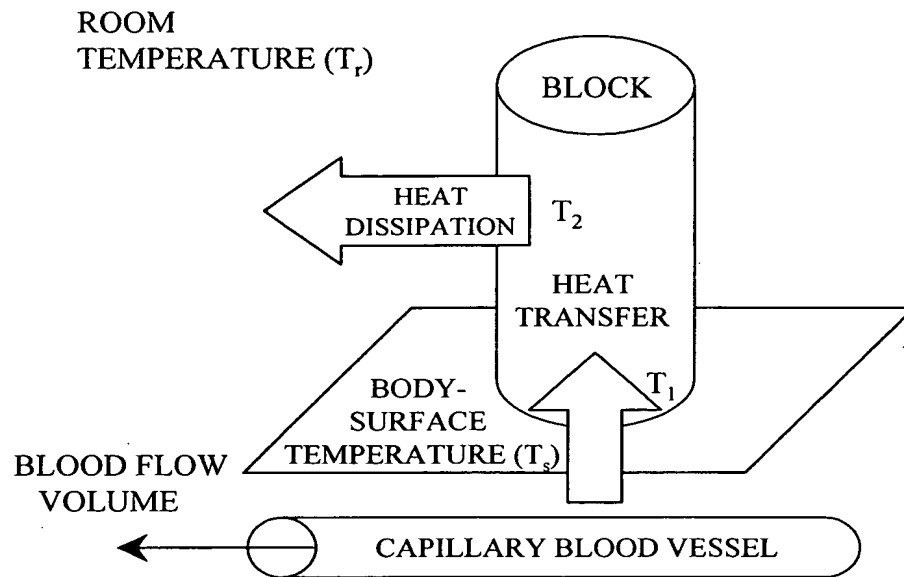 ROOM
TEMPERATURE (Tr)
BLOCK
HEAT
DISSIPATION
T2
HEAT
TRANSFER
T1
BODY-
SURFACE
TEMPERATURE (Ts)
BLOOD FLOW
VOLUME
CAPILLARY BLOOD VESSEL